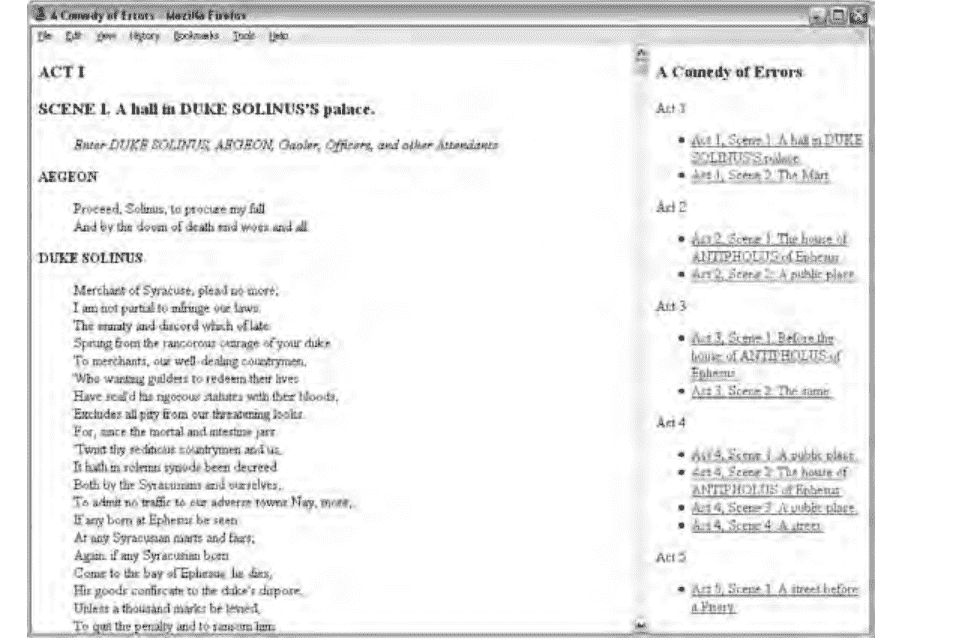 A Comedy of Errors - Mozilla Firefox
File Edit View History Bookmarks Tools Help
ACT I
SCENE I. A hall in DUKE SOLINUS'S palace.
Enter DUKE SOLINUS, AEGEON, Gaoler, Officers, and other Attendants
AEGEON
Proceed, Solinus, to procure my fall
And by the doom of death end woes and all.
DUKE SOLINUS
Merchant of Syracuse, plead no more;
I am not partial to infringe our laws:
The enmity and discord which of late
Sprung from the rancorous outrage of your duke
To merchants, our well-dealing countrymen,
Who wanting guilders to redeem their lives
Have seal'd his rigorous statutes with their bloods,
Excludes all pity from our threatening looks.
For, since the mortal and intestine jars
'Twixt thy seditious countrymen and us,
It hath in solemn synods been decreed
Both by the Syracusians and ourselves,
To admit no traffic to our adverse towns Nay, more,
If any born at Ephesus be seen
At any Syracusian marts and fairs;
Again: if any Syracusian born
Come to the bay of Ephesus, he dies,
His goods confiscate to the duke's dispose,
Unless a thousand marks be levied,
To quit the penalty and to ransom him.
A Comedy of Errors
Act 1
Act 1, Scene 1: A hall in DUKE
SOLINUS'S palace.
Act 1, Scene 2: The Mart.
Act 2
Act 2, Scene 1: The house of
ANTIPHOLUS of Ephesus.
Act 2, Scene 2: A public place.
Act 3
Act 3, Scene 1: Before the
house of ANTIPHOLUS of
Ephesus.
Act 3, Scene 2: The same.
Act 4
Act 4, Scene 1: A public place.
Act 4, Scene 2: The house of
ANTIPHOLUS of Ephesus.
Act 4, Scene 3: A public place.
Act 4, Scene 4: A street.
Act 5
Act 5, Scene 1: A street before
a Priory.